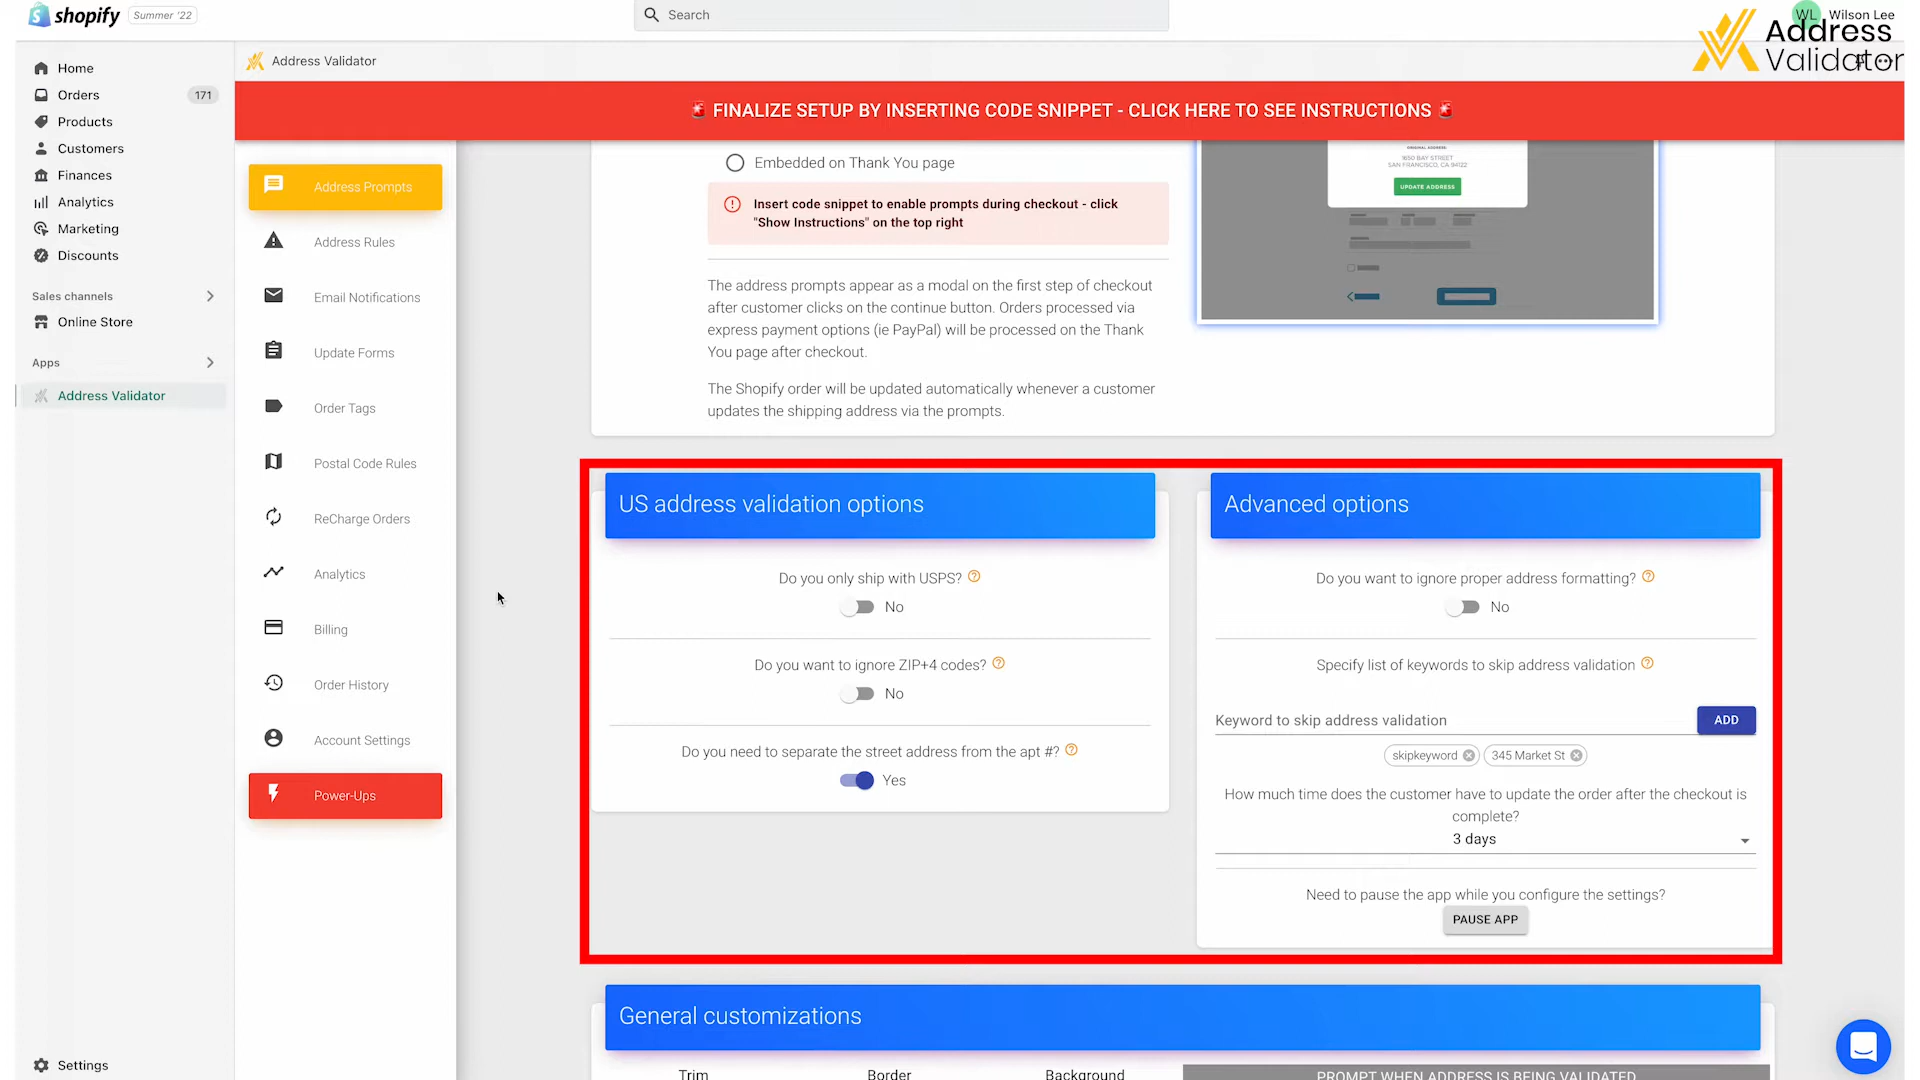 shopify
Summer '22
Search
WL
Wilson Lee
Address
Validator
Home
Orders
171
Products
Customers
Finances
Analytics
Marketing
Discounts
Sales channels
Online Store
Apps
Address Validator
Settings
Address Validator
🚨 FINALIZE SETUP BY INSERTING CODE SNIPPET - CLICK HERE TO SEE INSTRUCTIONS 🚨
Address Prompts
Address Rules
Email Notifications
Update Forms
Order Tags
Postal Code Rules
ReCharge Orders
Analytics
Billing
Order History
Account Settings
Power-Ups
Embedded on Thank You page
Insert code snippet to enable prompts during checkout - click
"Show Instructions" on the top right
The address prompts appear as a modal on the first step of checkout
after customer clicks on the continue button. Orders processed via
express payment options (ie PayPal) will be processed on the Thank
You page after checkout.
The Shopify order will be updated automatically whenever a customer
updates the shipping address via the prompts.
ORIGINAL ADDRESS:
1650 BAY STREET
SAN FRANCISCO, CA 94122
UPDATE ADDRESS
US address validation options
Do you only ship with USPS?
No
Do you want to ignore ZIP+4 codes?
No
Do you need to separate the street address from the apt #?
Yes
Advanced options
Do you want to ignore proper address formatting?
No
Specify list of keywords to skip address validation
Keyword to skip address validation
ADD
skipkeyword
345 Market St
How much time does the customer have to update the order after the checkout is
complete?
3 days
Need to pause the app while you configure the settings?
PAUSE APP
General customizations
Trim
Border
Background
PROMPT WHEN ADDRESS IS BEING VALIDATED